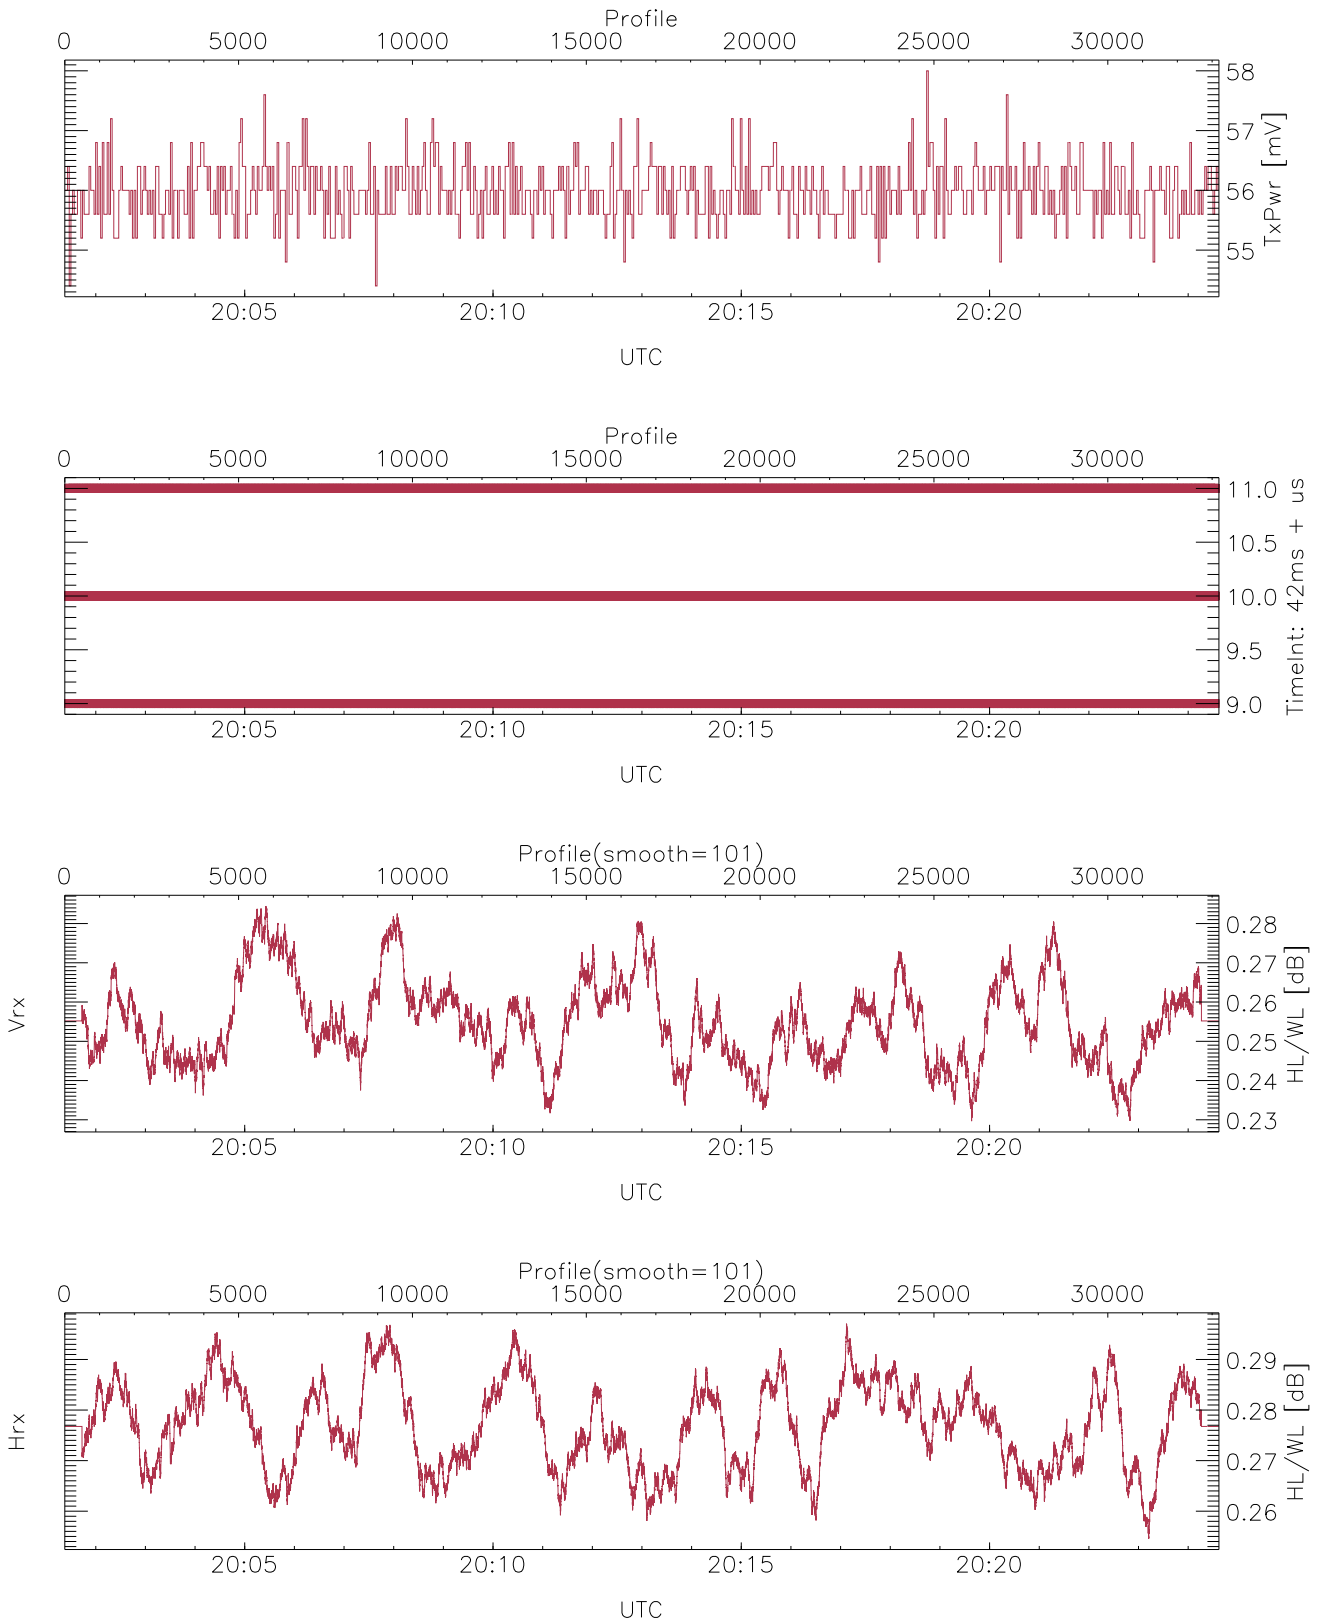 Profile
0 5000 10000 15000 20000 25000 30000
58
57
56
55
TxPwr [mV]
20:05 20:10 20:15 20:20
UTC
Profile
0 5000 10000 15000 20000 25000 30000
11.0
10.5
10.0
9.5
9.0
TimeInt: 42ms + us
20:05 20:10 20:15 20:20
UTC
Profile(smooth=101)
0 5000 10000 15000 20000 25000 30000
Vrx
0.28
0.27
0.26
0.25
0.24
0.23
HL/WL [dB]
20:05 20:10 20:15 20:20
UTC
Profile(smooth=101)
0 5000 10000 15000 20000 25000 30000
Hrx
0.29
0.28
0.27
0.26
HL/WL [dB]
20:05 20:10 20:15 20:20
UTC